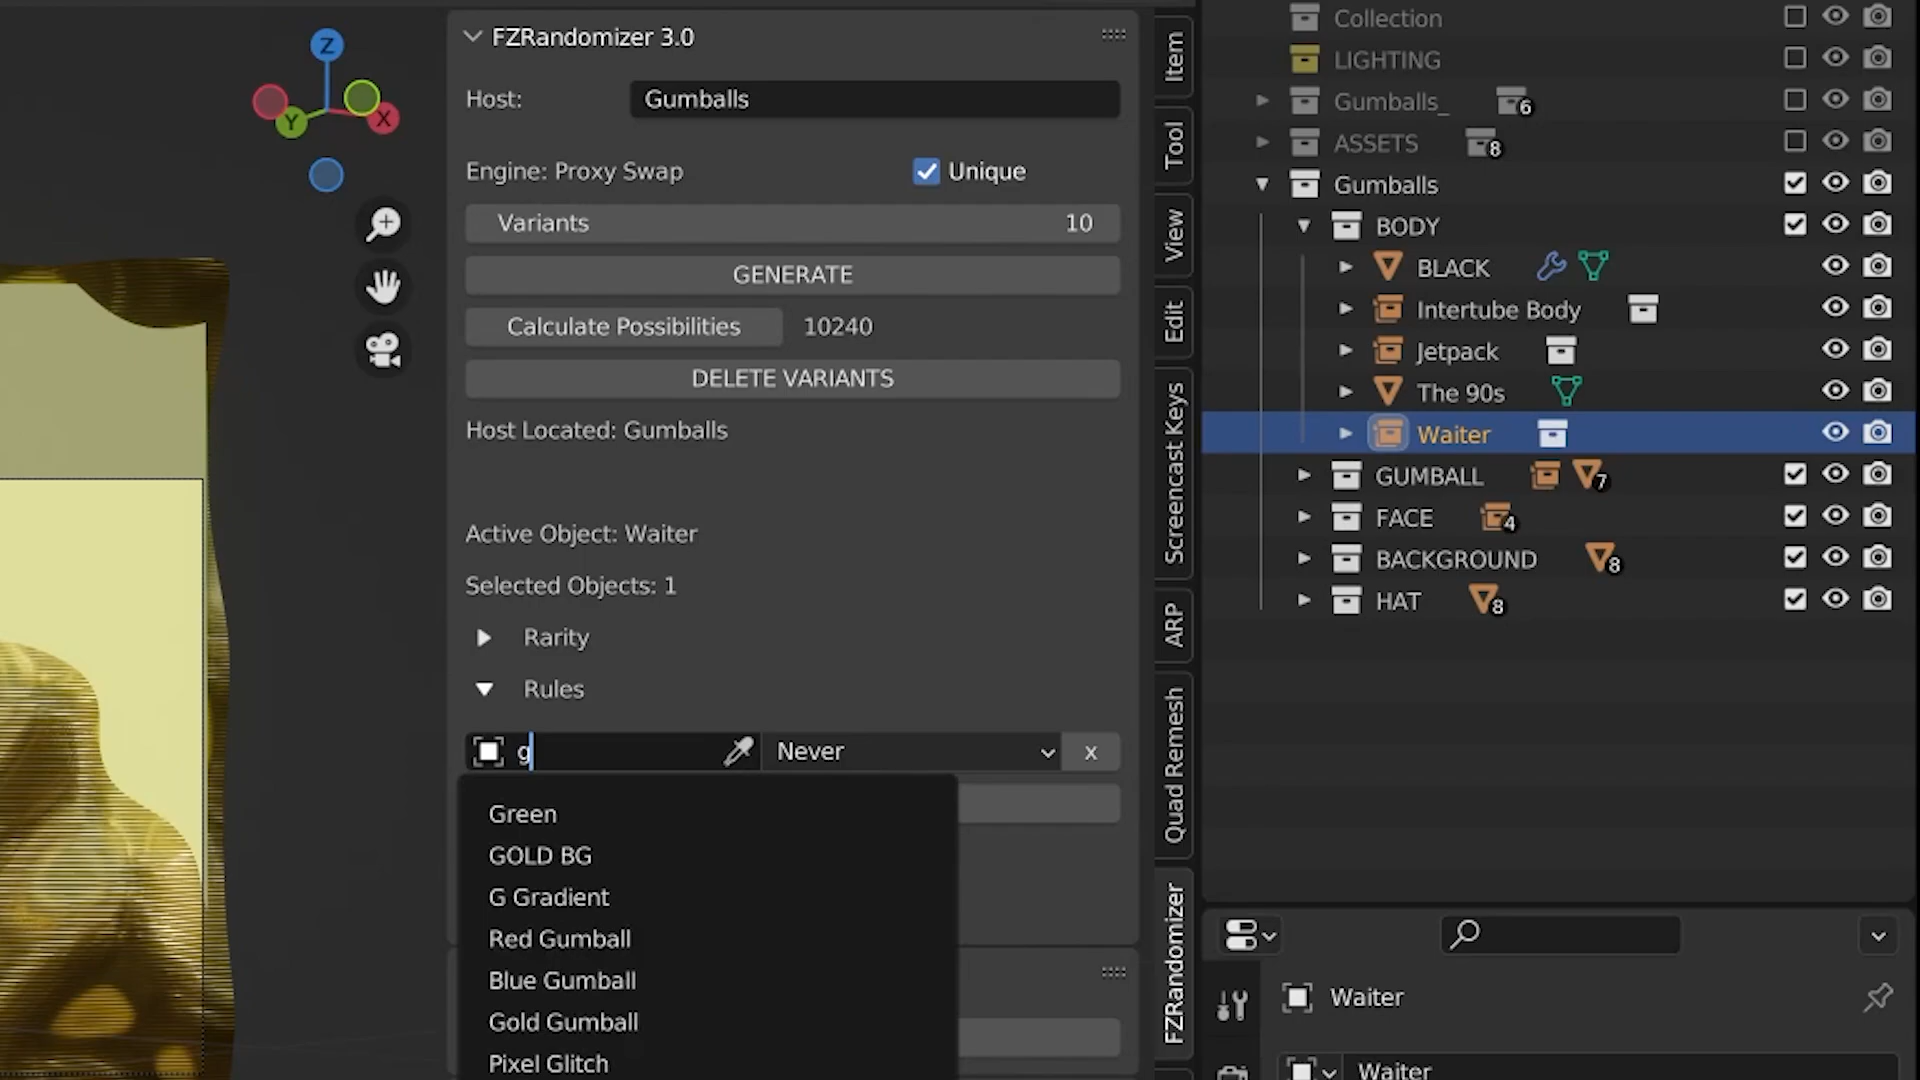 FZRandomizer 3.0
Host: Gumballs
Engine: Proxy Swap Unique
Variants 10
GENERATE
Calculate Possibilities 10240
DELETE VARIANTS
Host Located: Gumballs
Active Object: Waiter
Selected Objects: 1
Rarity
Rules
g Never x
Green
GOLD BG
G Gradient
Red Gumball
Blue Gumball
Gold Gumball
Pixel Glitch
Z
Y
X
Item
Tool
View
Edit
Screencast Keys
ARP
Quad Remesh
FZRandomizer
Collection
LIGHTING
Gumballs_ 6
ASSETS 8
Gumballs
BODY
BLACK
Intertube Body
Jetpack
The 90s
Waiter
GUMBALL 7
FACE 4
BACKGROUND 8
HAT 8
Waiter
Waiter